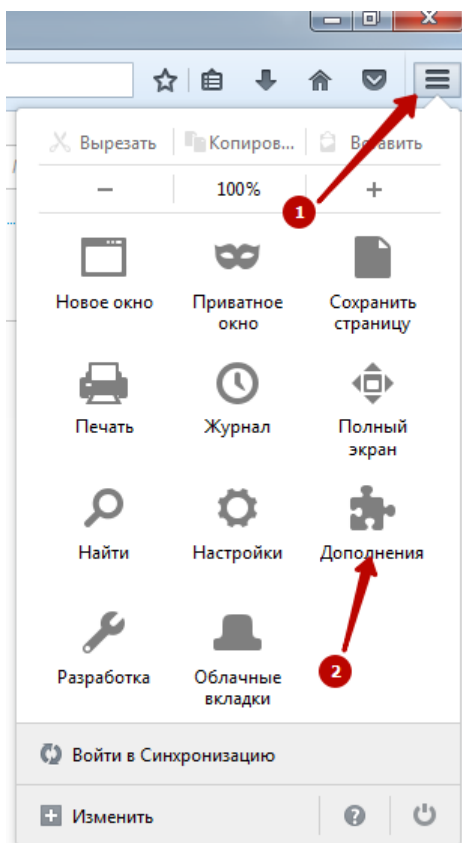 Вырезать Копиров... Вставить
100%
1
Новое окно Приватное окно Сохранить страницу
Печать Журнал Полный экран
Найти Настройки Дополнения
2
Разработка Облачные вкладки
Войти в Синхронизацию
Изменить